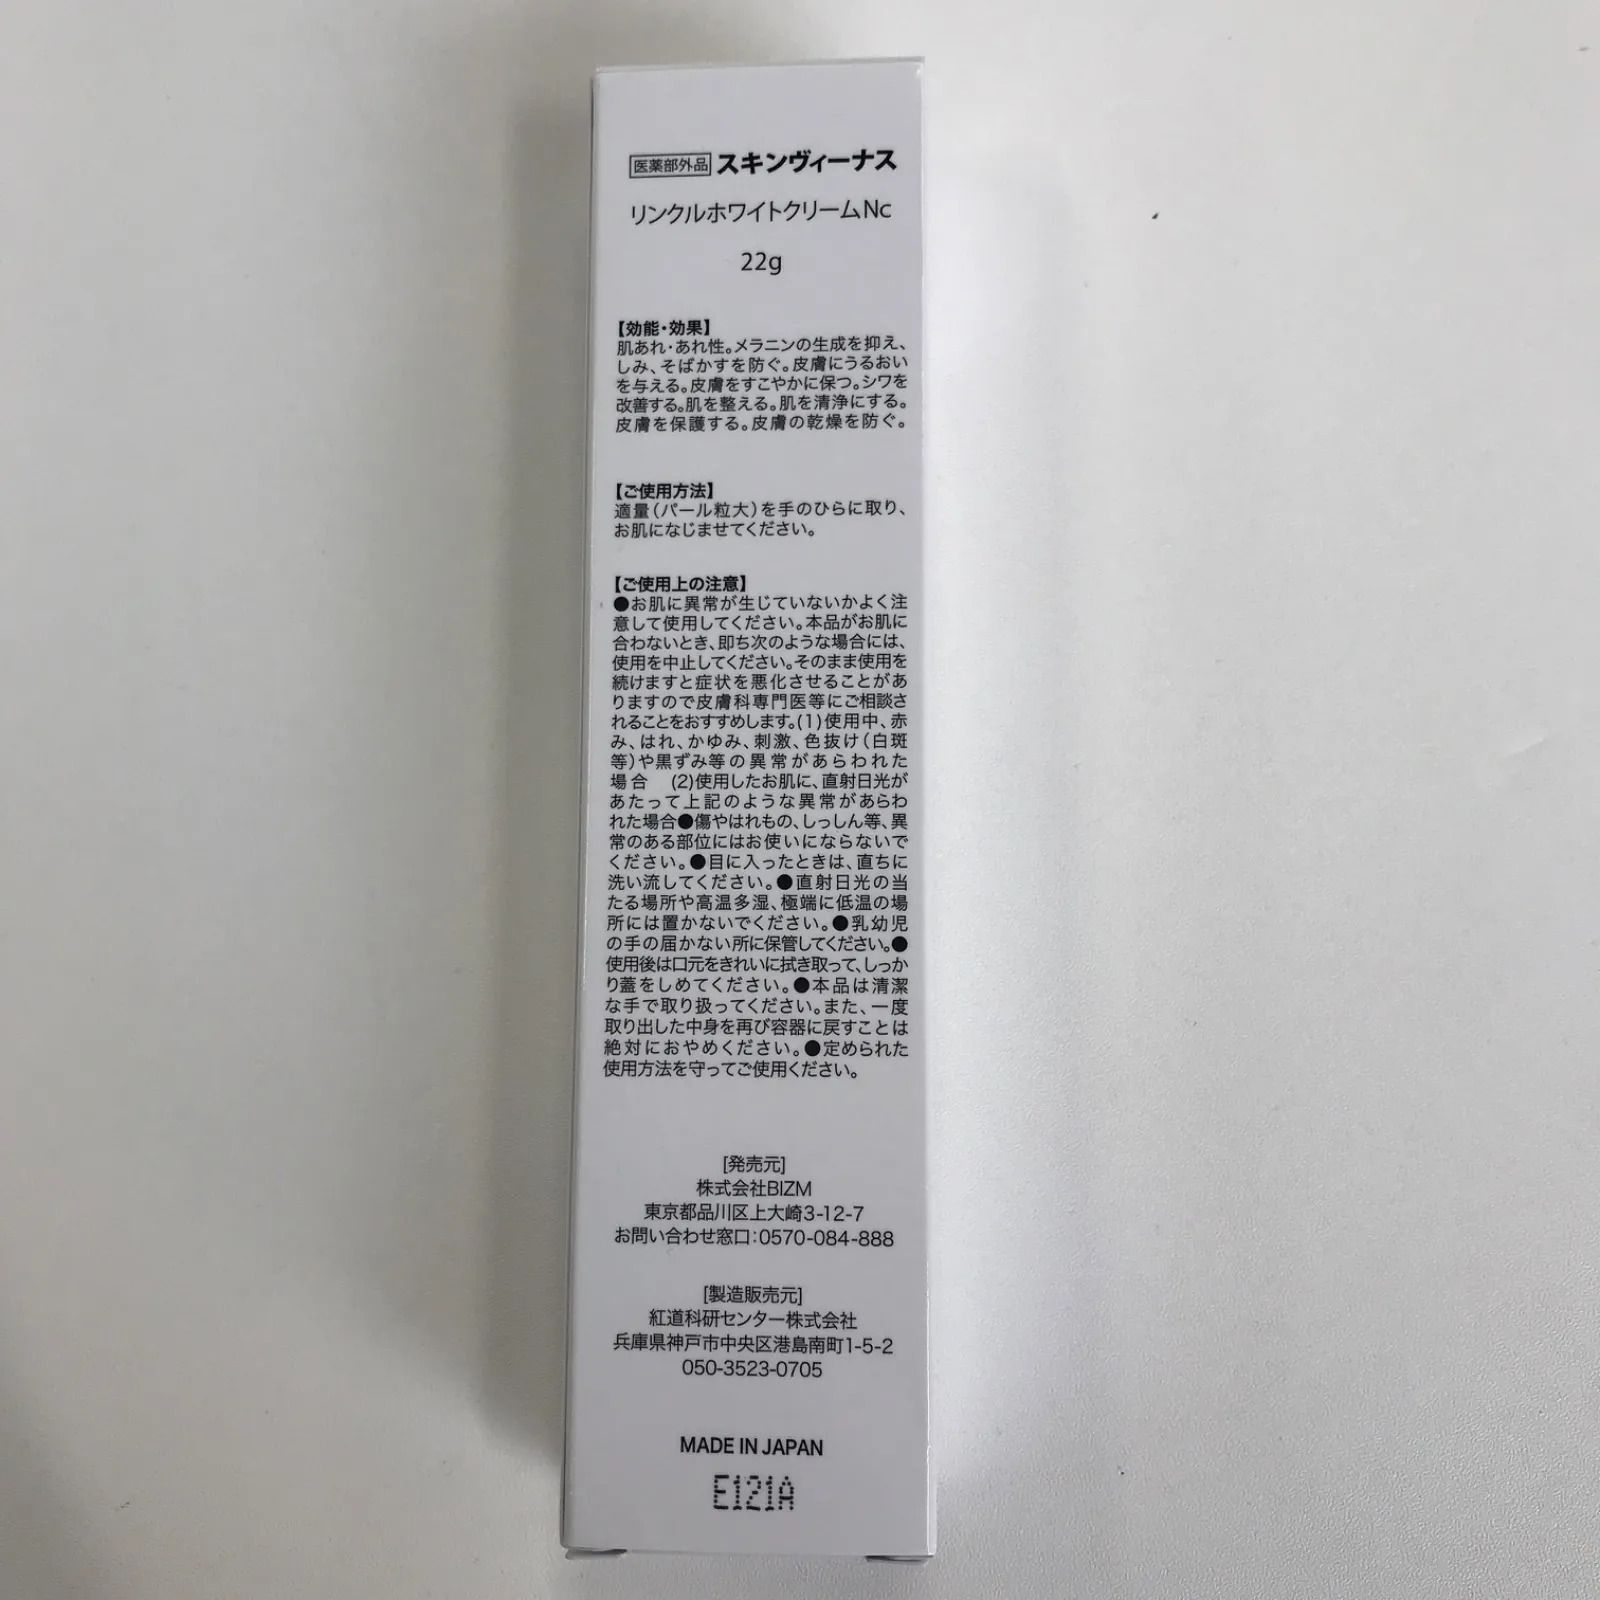 医薬部外品 スキンヴィーナス
リンクルホワイトクリームNc
22g
【効能・効果】
肌あれ・あれ性。メラニンの生成を抑え、
しみ、そばかすを防ぐ。皮膚にうるおい
を与える。皮膚をすこやかに保つ。シワを
改善する。肌を整える。肌を清浄にする。
皮膚を保護する。皮膚の乾燥を防ぐ。
【ご使用方法】
適量(パール粒大)を手のひらに取り、
お肌になじませてください。
【ご使用上の注意】
●お肌に異常が生じていないかよく注
意して使用してください。本品がお肌に
合わないとき、即ち次のような場合には、
使用を中止してください。そのまま使用を
続けますと症状を悪化させることがあ
りますので皮膚科専門医等にご相談さ
れることをおすすめします。(1)使用中、赤
み、はれ、かゆみ、刺激、色抜け(白斑
等)や黒ずみ等の異常があらわれた
場合 (2)使用したお肌に、直射日光が
あたって上記のような異常があらわ
れた場合●傷やはれもの、しっしん等、異
常のある部位にはお使いにならないで
ください。●目に入ったときは、直ちに
洗い流してください。●直射日光の当
たる場所や高温多湿、極端に低温の場
所には置かないでください。●乳幼児
の手の届かない所に保管してください。●
使用後は口元をきれいに拭き取って、しっか
り蓋をしめてください。●本品は清潔
な手で取り扱ってください。また、一度
取り出した中身を再び容器に戻すことは
絶対におやめください。●定められた
使用方法を守ってご使用ください。
[発売元]
株式会社BIZM
東京都品川区上大崎3-12-7
お問い合わせ窓口:0570-084-888
[製造販売元]
紅道科研センター株式会社
兵庫県神戸市中央区港島南町1-5-2
050-3523-0705
MADE IN JAPAN
E121A